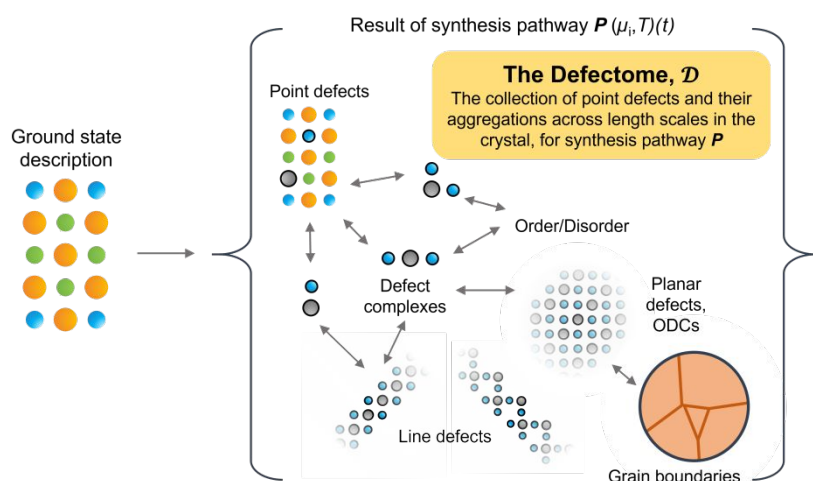 Result of synthesis pathway P (μi,T)(t)
The Defectome, 𝒟
The collection of point defects and their
aggregations across length scales in the
crystal, for synthesis pathway P
Point defects
Ground state
description
Order/Disorder
Defect
complexes
Planar
defects,
ODCs
Line defects
Grain boundaries